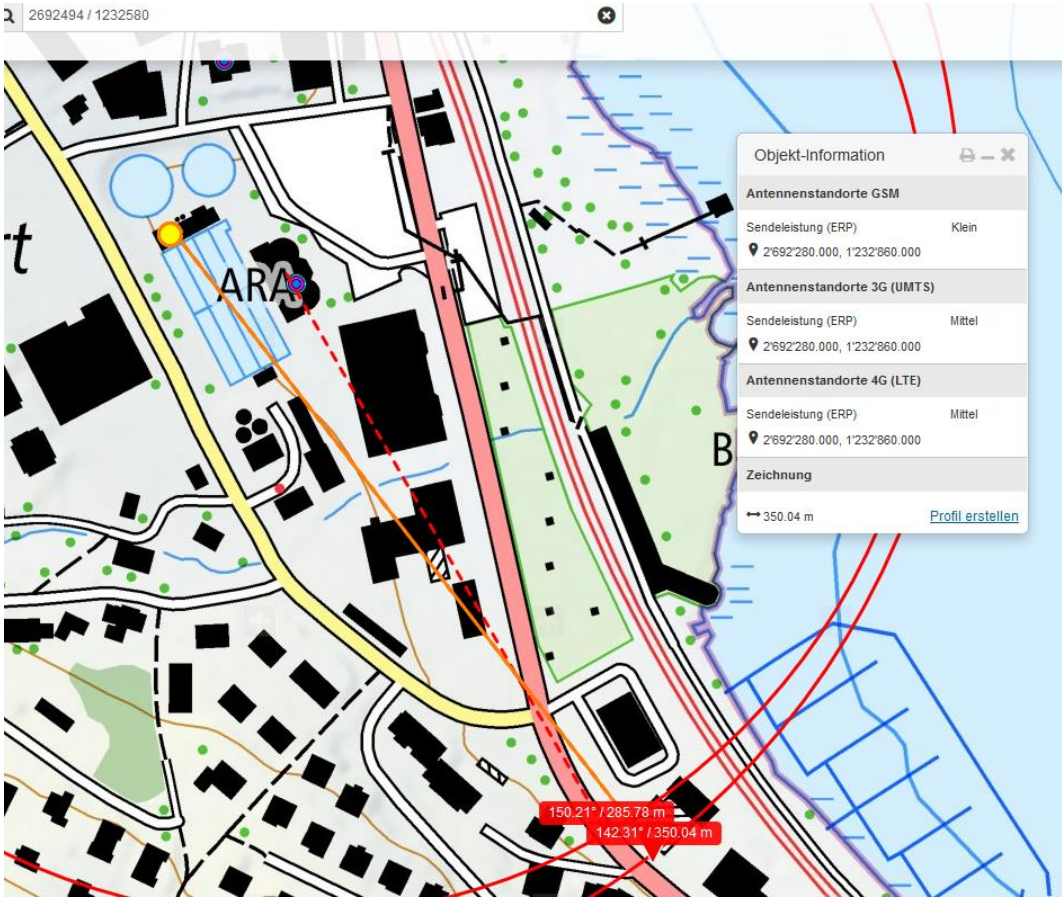 2692494 / 1232580
Objekt-Information
Antennenstandorte GSM
Sendeleistung (ERP) Klein
2'692'280.000, 1'232'860.000
Antennenstandorte 3G (UMTS)
Sendeleistung (ERP) Mittel
2'692'280.000, 1'232'860.000
Antennenstandorte 4G (LTE)
Sendeleistung (ERP) Mittel
2'692'280.000, 1'232'860.000
Zeichnung
350.04 m Profil erstellen
rt
ARA
B
150.21° / 285.78 m
142.31° / 350.04 m